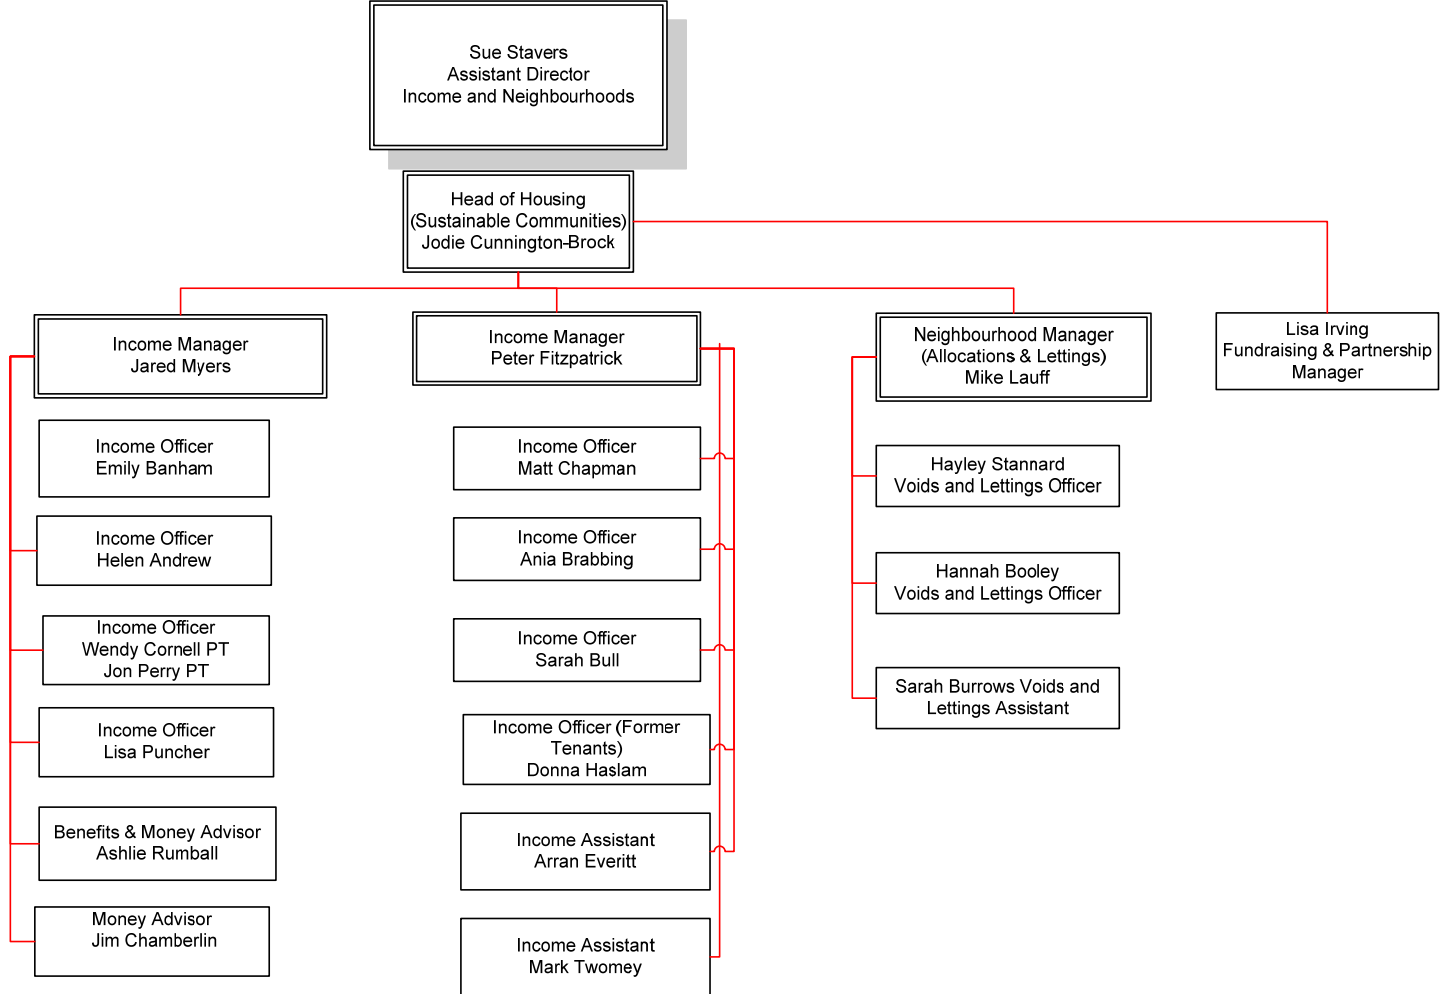 Sue Stavers
Assistant Director
Income and Neighbourhoods
Head of Housing
(Sustainable Communities)
Jodie Cunnington-Brock
Income Manager
Jared Myers
Income Officer
Emily Banham
Income Officer
Helen Andrew
Income Officer
Wendy Cornell PT
Jon Perry PT
Income Officer
Lisa Puncher
Benefits & Money Advisor
Ashlie Rumball
Money Advisor
Jim Chamberlin
Income Manager
Peter Fitzpatrick
Income Officer
Matt Chapman
Income Officer
Ania Brabbing
Income Officer
Sarah Bull
Income Officer (Former
Tenants)
Donna Haslam
Income Assistant
Arran Everitt
Income Assistant
Mark Twomey
Neighbourhood Manager
(Allocations & Lettings)
Mike Lauff
Hayley Stannard
Voids and Lettings Officer
Hannah Booley
Voids and Lettings Officer
Sarah Burrows Voids and
Lettings Assistant
Lisa Irving
Fundraising & Partnership
Manager